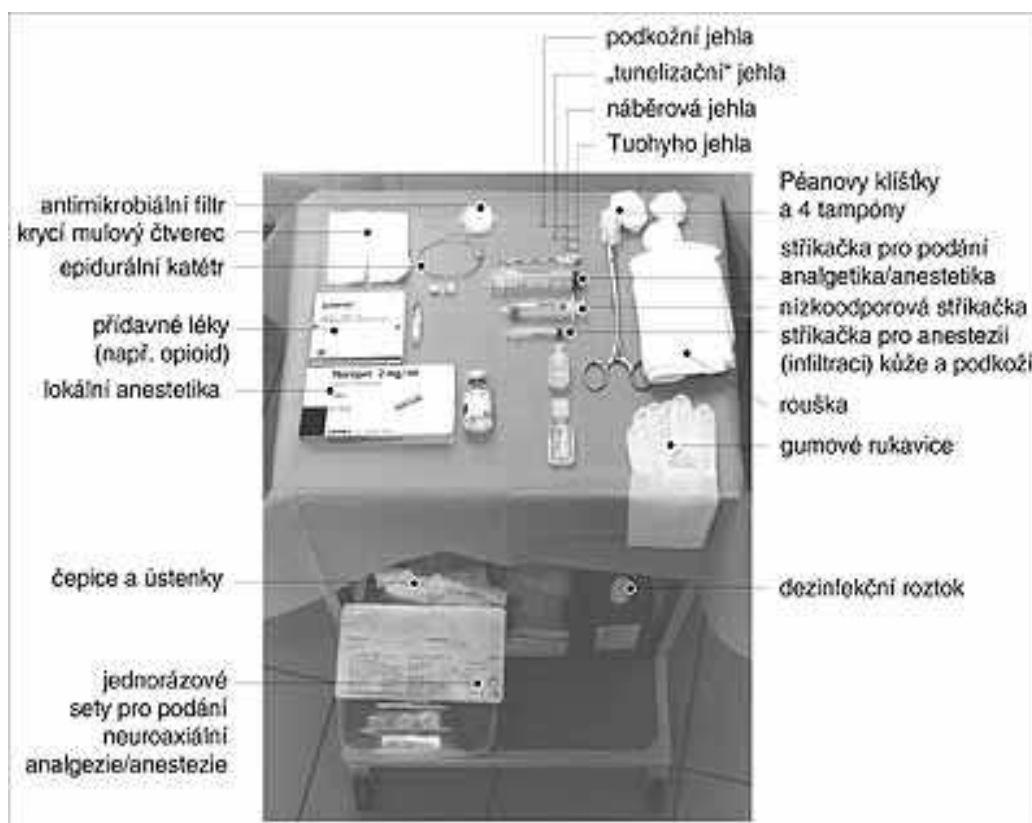 podkožní jehla
„tunelizační“ jehla
náběrová jehla
Tuohyho jehla
antimikrobiální filtr
krycí mulový čtverec
epidurální katétr
přídavné léky
(např. opioid)
lokální anestetika
Péanovy klíšťky
a 4 tampóny
stříkačka pro podání
analgetika/anestetika
nízkoodporová stříkačka
stříkačka pro anestezii
(infiltraci) kůže a podkoží
rouška
gumové rukavice
2 mg/ml
čepice a ústenky
dezinfekční roztok
jednorázové
sety pro podání
neuroaxiální
analgezie/anestezie